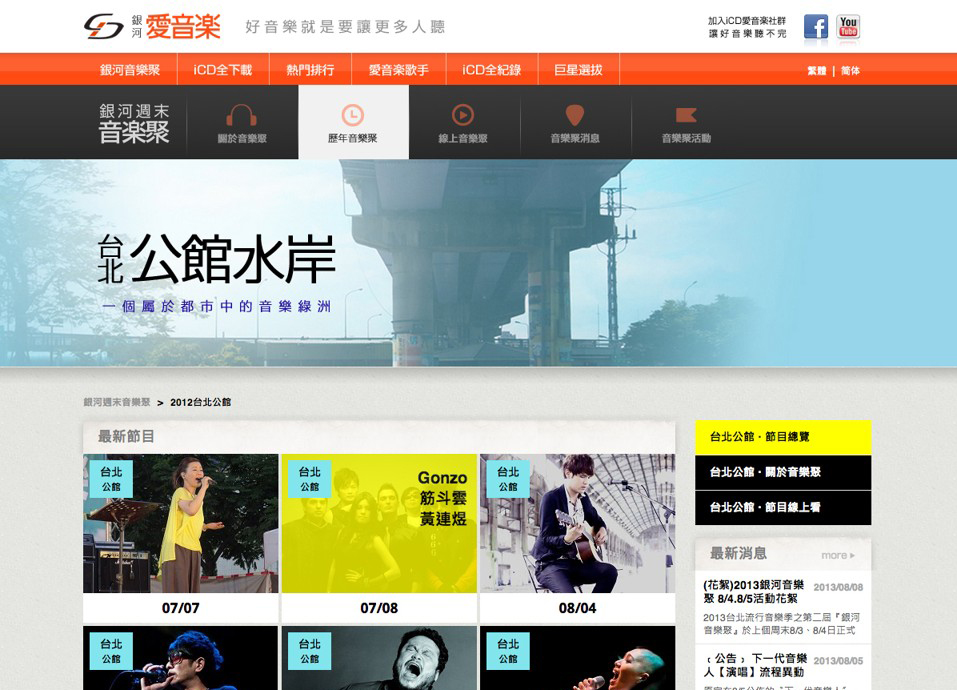 銀河
愛音楽
好音樂就是要讓更多人聽
加入iCD愛音楽社群
讓好音樂聽不完
f
You
Tube
銀河音樂聚
iCD全下載
熱門排行
愛音楽歌手
iCD全紀錄
巨星選拔
繁體 | 简体
銀河週末
音楽聚
關於音樂聚
歷年音樂聚
線上音樂聚
音樂聚消息
音樂聚活動
台北
公館水岸
一個屬於都市中的音樂綠洲
銀河週末音樂聚 > 2012台北公館
最新節目
台北
公館
07/07
台北
公館
Gonzo
筋斗雲
黃連煜
07/08
台北
公館
08/04
台北
公館
台北
公館
台北
公館
台北公館・節目總覽
台北公館・關於音樂聚
台北公館・節目線上看
最新消息
more
(花絮)2013銀河音樂
聚 8/4.8/5活動花絮
2013/08/08
2013台北流行音樂季之第二屆『銀河
音樂聚』於上個周末8/3、8/4日正式
﹙公告﹚ 下一代音樂
人【演唱】流程異動
2013/08/05